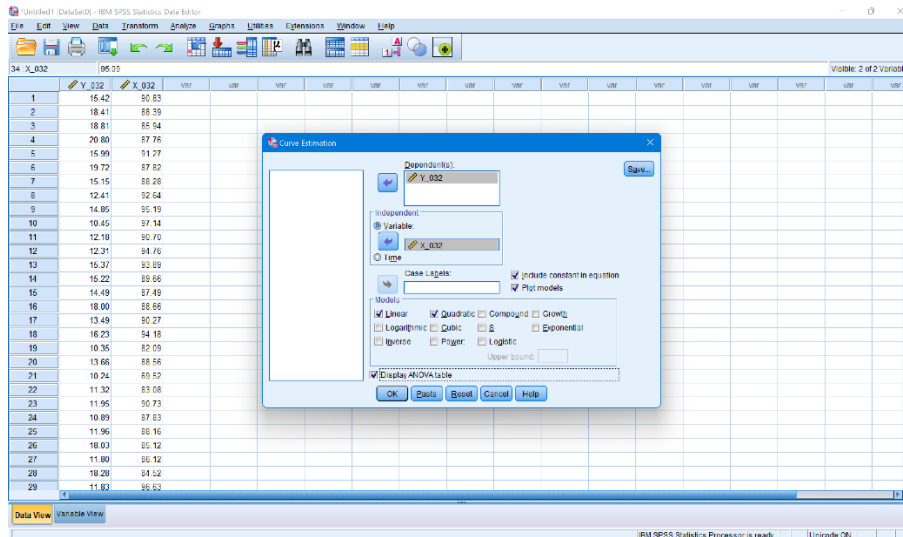 *Untitled1 [DataSet0] - IBM SPSS Statistics Data Editor
File Edit View Data Transform Analyze Graphs Utilities Extensions Window Help
34 X_032 95.09 Visible: 2 of 2 Variabl
Y_032 X_032 var var var var var var var var var var var var var var var var
1 15.42 90.83
2 18.41 88.39
3 18.81 85.94
4 20.80 87.76
5 15.99 91.27
6 19.72 87.82
7 15.15 88.28
8 12.41 92.64
9 14.85 95.19
10 10.45 97.14
11 12.18 90.70
12 12.31 94.76
13 15.37 93.89
14 15.22 89.66
15 14.49 87.49
16 18.00 88.66
17 13.49 90.27
18 16.23 94.18
19 10.35 82.09
20 13.66 88.56
21 10.24 69.52
22 11.32 83.08
23 11.95 90.73
24 10.89 87.83
25 11.96 88.16
26 18.03 85.12
27 11.80 86.12
28 18.28 84.52
29 11.83 96.63
Curve Estimation
Dependent(s):
Y_032
Save...
Independent
Variable:
X_032
Time
Case Labels:
Include constant in equation
Plot models
Models
Linear Quadratic Compound Growth
Logarithmic Cubic S Exponential
Inverse Power: Logistic
Upper bound:
Display ANOVA table
OK Paste Reset Cancel Help
Data View Variable View
IBM SPSS Statistics Processor is ready Unicode:ON